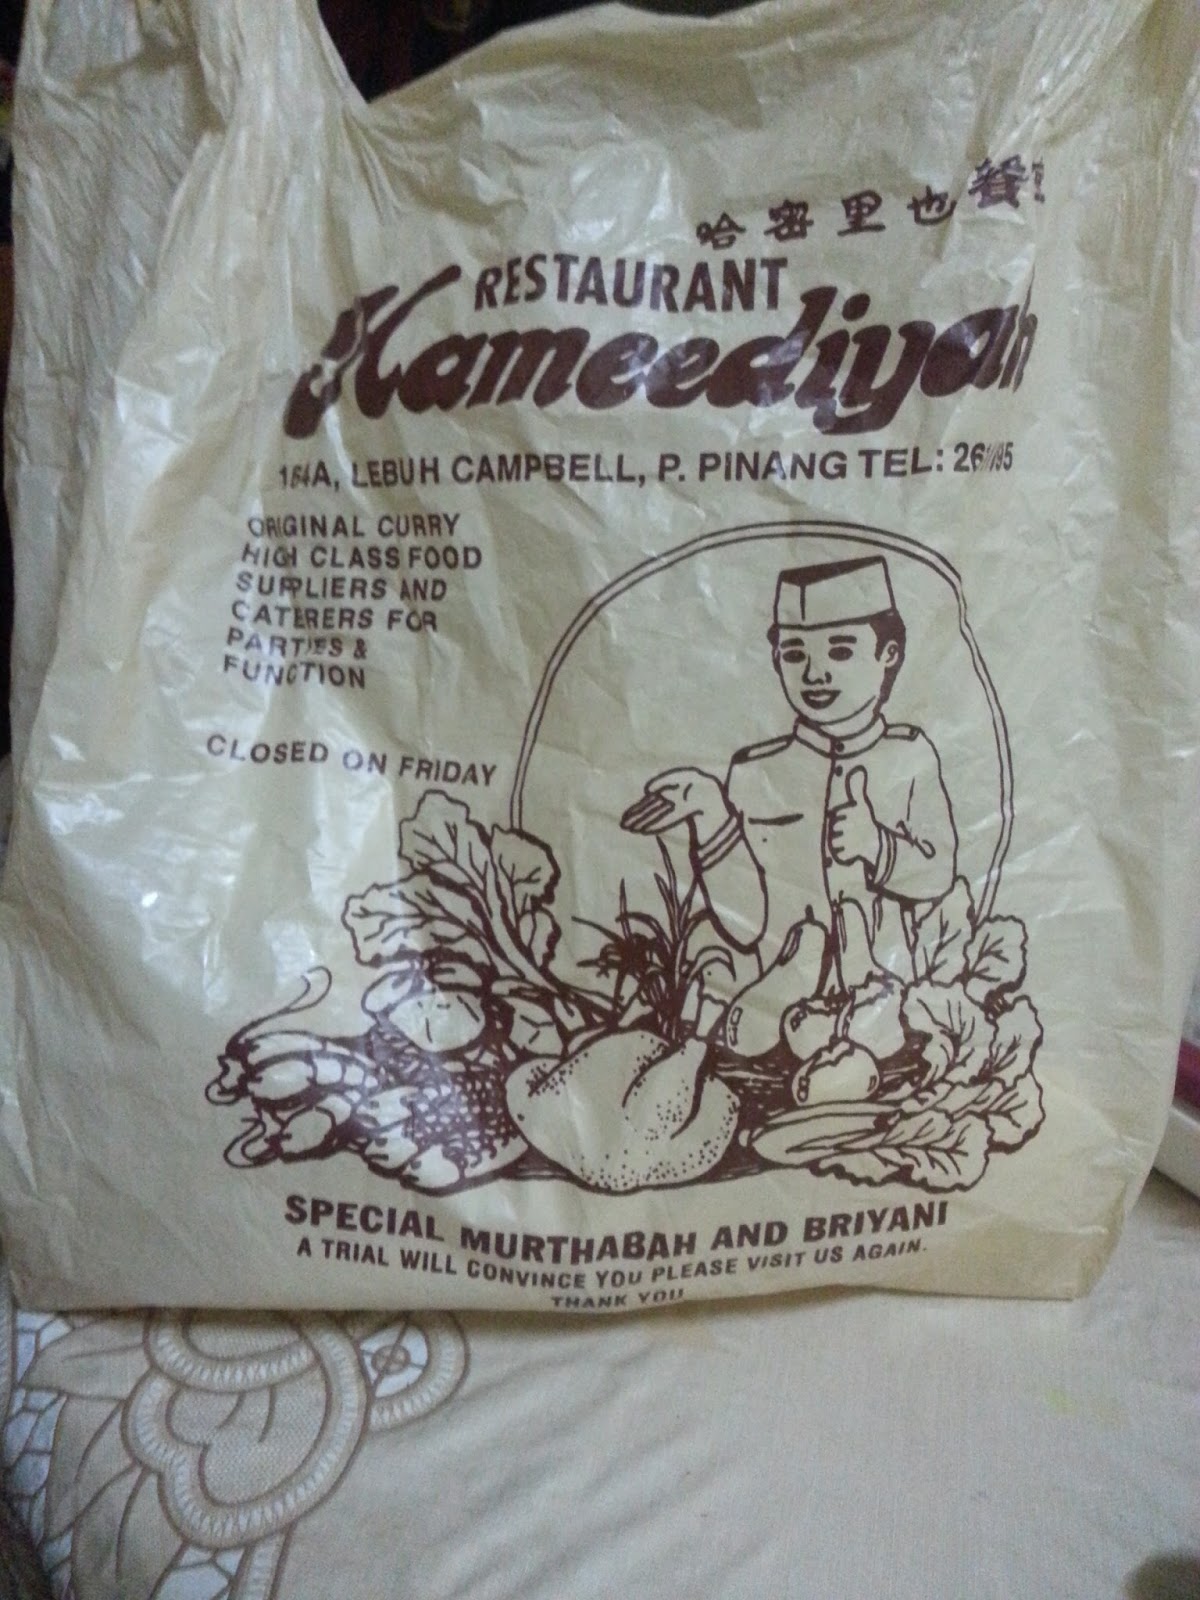 哈密里也餐
RESTAURANT
Hameediyah
164A, LEBUH CAMPBELL, P. PINANG TEL:
ORIGINAL CURRY
HIGH CLASS FOOD
SUPPLIERS AND
CATERERS FOR
PARTIES &
FUNCTION
CLOSED ON FRIDAY
SPECIAL MURTHABAH AND BRIYANI
A TRIAL WILL CONVINCE YOU PLEASE VISIT US AGAIN.
THANK YOU